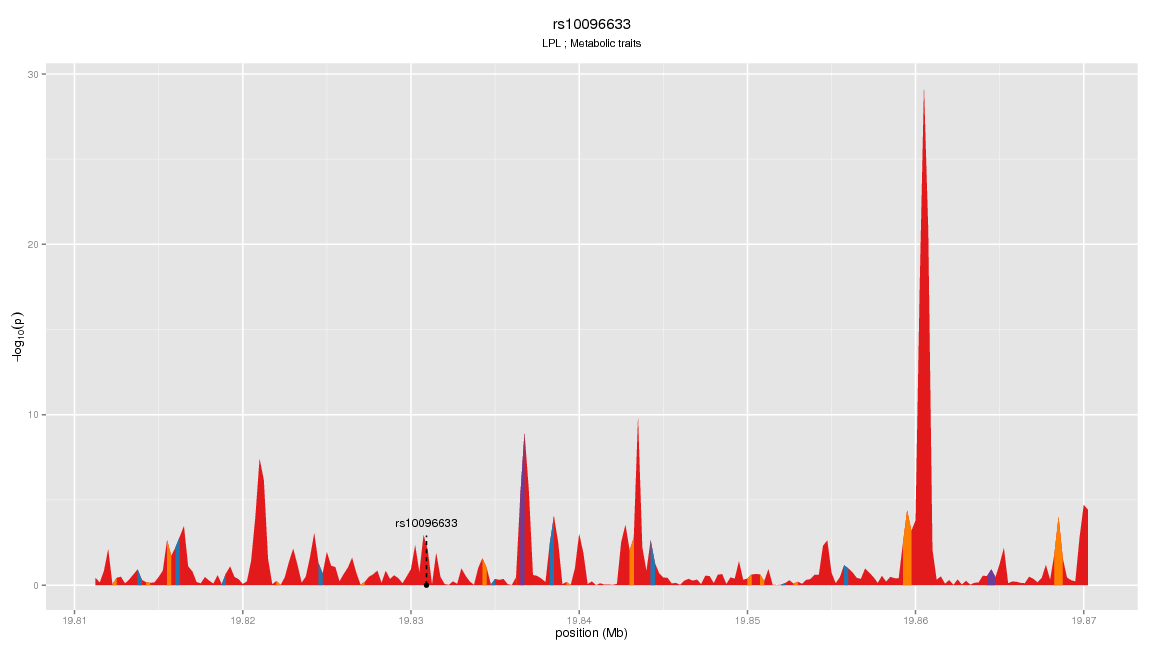 rs10096633
LPL ; Metabolic traits
30
20
10
0
−log10(p)
rs10096633
19.81 19.82 19.83 19.84 19.85 19.86 19.87
position (Mb)